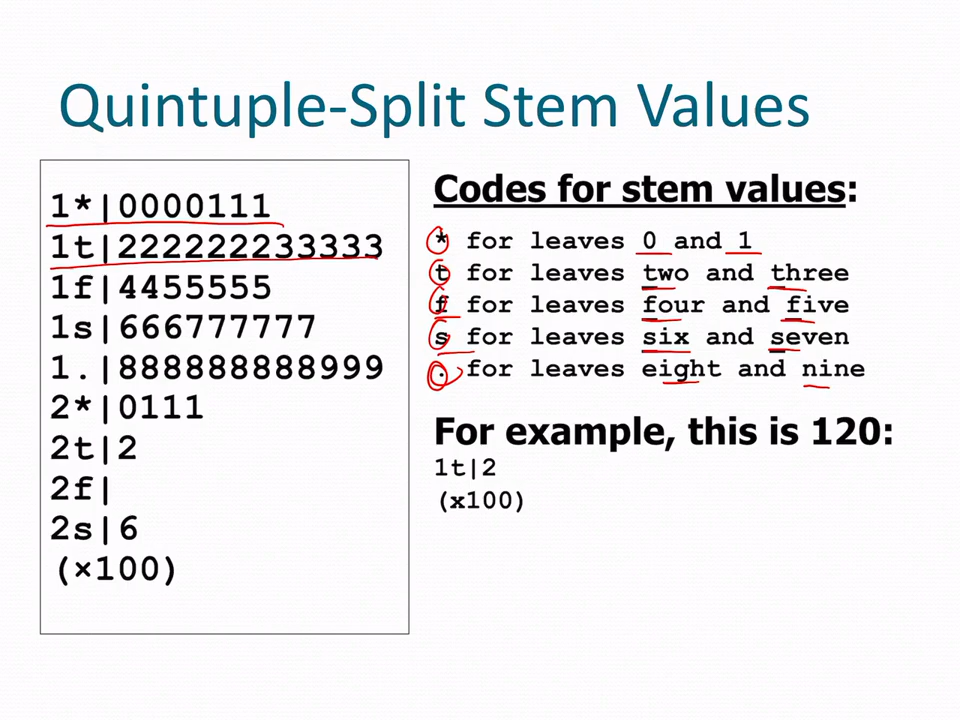 Quintuple-Split Stem Values
1*|0000111
1t|222222233333
1f|4455555
1s|666777777
1.|888888888999
2*|0111
2t|2
2f|
2s|6
(×100)
Codes for stem values:
* for leaves 0 and 1
t for leaves two and three
f for leaves four and five
s for leaves six and seven
. for leaves eight and nine
For example, this is 120:
1t|2
(x100)